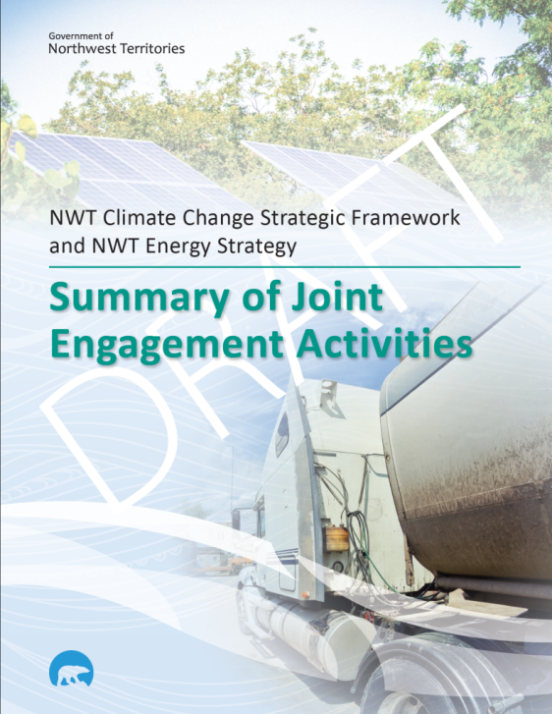 Government of
Northwest Territories
NWT Climate Change Strategic Framework
and NWT Energy Strategy
Summary of Joint
Engagement Activities
DRAFT